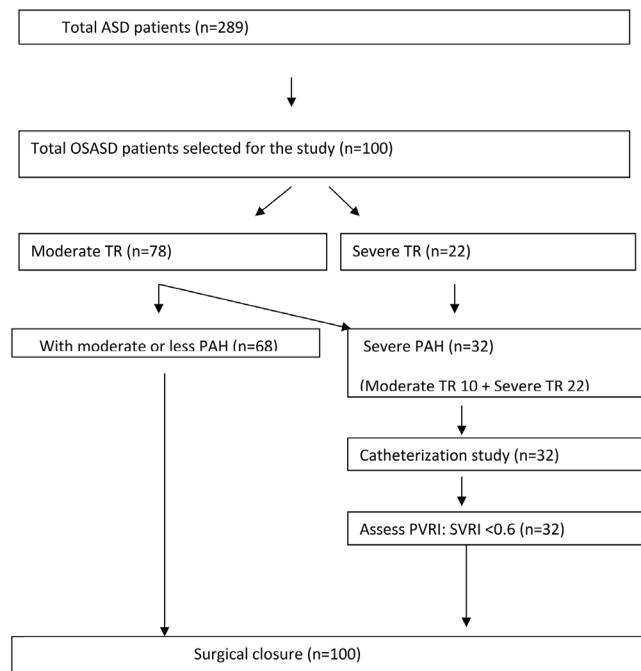 Total ASD patients (n=289)
Total OSASD patients selected for the study (n=100)
Moderate TR (n=78)
Severe TR (n=22)
With moderate or less PAH (n=68)
Severe PAH (n=32)
(Moderate TR 10 + Severe TR 22)
Catheterization study (n=32)
Assess PVRI: SVRI <0.6 (n=32)
Surgical closure (n=100)